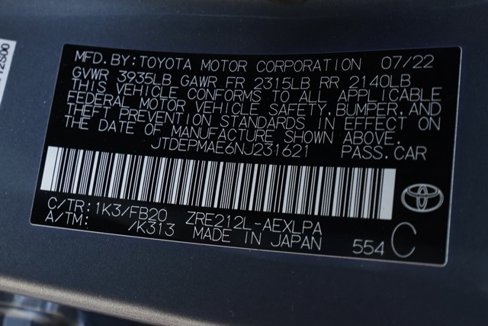 MFD.BY:TOYOTA MOTOR CORPORATION 07/22
GVWR 3935LB GAWR FR 2315LB RR 2140LB
THIS VEHICLE CONFORMS TO ALL APPLICABLE
FEDERAL MOTOR VEHICLE SAFETY,BUMPER,AND
THEFT PREVENTION STANDARDS IN EFFECT ON
THE DATE OF MANUFACTURE SHOWN ABOVE.
JTDEPMAE6NJ231621 PASS.CAR
C/TR:1K3/FB20 ZRE212L-AEXLPA
A/TM: /K313 MADE IN JAPAN 554 C